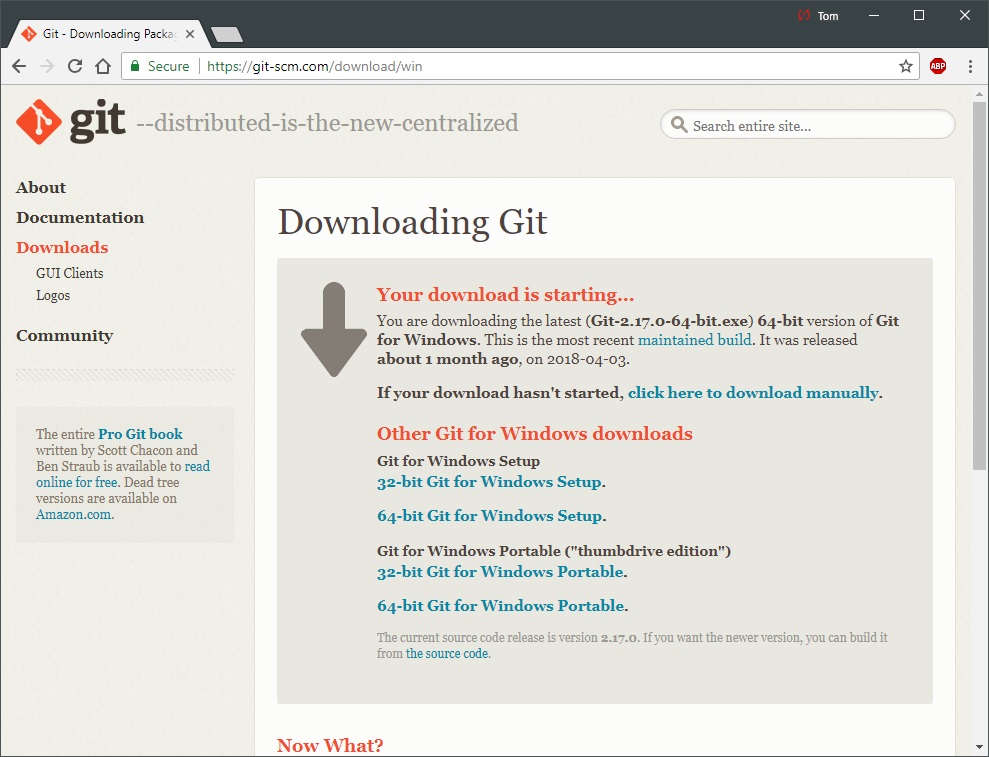 Tom
Git - Downloading Packa
Secure
https://git-scm.com/download/win
ABP
git --distributed-is-the-new-centralized
Search entire site...
About
Documentation
Downloads
GUI Clients
Logos
Community
The entire Pro Git book
written by Scott Chacon and
Ben Straub is available to read
online for free. Dead tree
versions are available on
Amazon.com.
Downloading Git
Your download is starting...
You are downloading the latest (Git-2.17.0-64-bit.exe) 64-bit version of Git
for Windows. This is the most recent maintained build. It was released
about 1 month ago, on 2018-04-03.
If your download hasn't started, click here to download manually.
Other Git for Windows downloads
Git for Windows Setup
32-bit Git for Windows Setup.
64-bit Git for Windows Setup.
Git for Windows Portable ("thumbdrive edition")
32-bit Git for Windows Portable.
64-bit Git for Windows Portable.
The current source code release is version 2.17.0. If you want the newer version, you can build it
from the source code.
Now What?